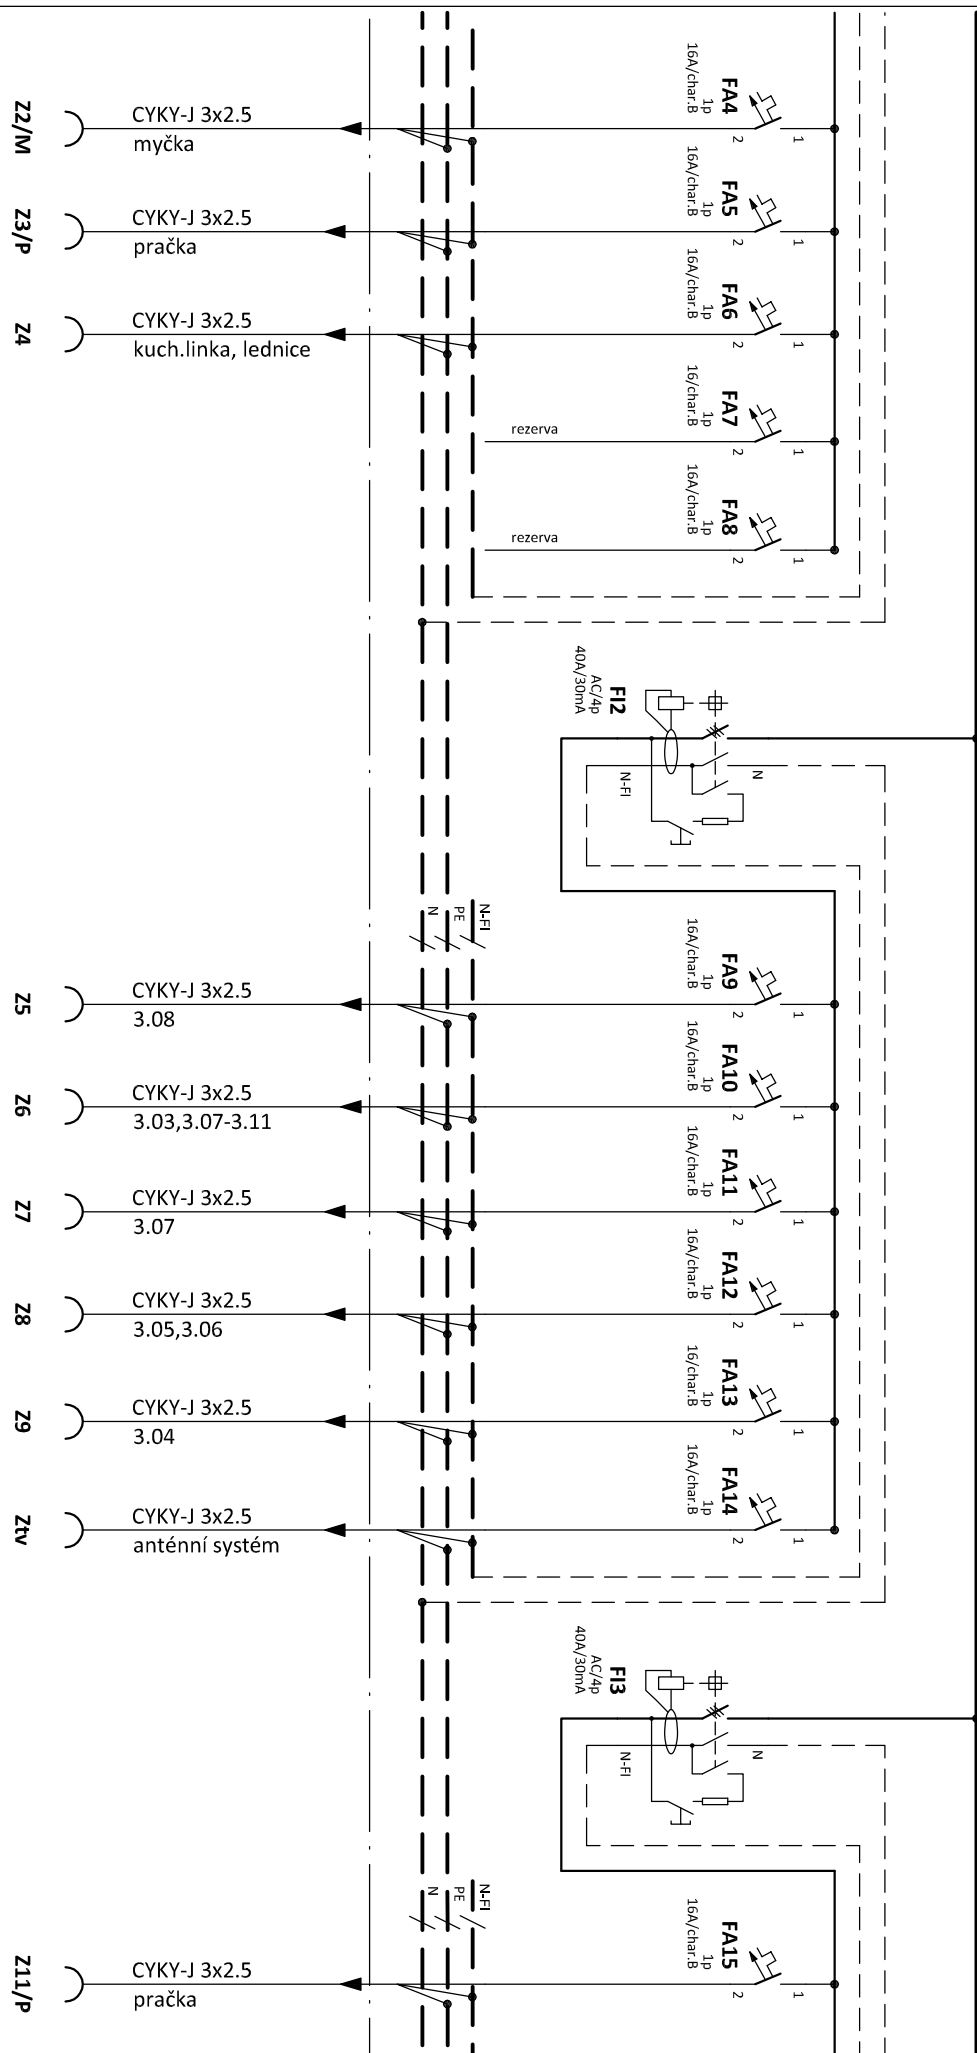 FA4
1p
16A/char.B
1
2
CYKY-J 3x2.5
myčka
Z2/M
FA5
1p
16A/char.B
1
2
CYKY-J 3x2.5
pračka
Z3/P
FA6
1p
16A/char.B
1
2
CYKY-J 3x2.5
kuch.linka, lednice
Z4
FA7
1p
16/char.B
1
2
rezerva
FA8
1p
16A/char.B
1
2
rezerva
FI2
AC/4p
40A/30mA
N
N-FI
N-FI
PE
N
FA9
1p
16A/char.B
1
2
CYKY-J 3x2.5
3.08
Z5
FA10
1p
16A/char.B
1
2
CYKY-J 3x2.5
3.03,3.07-3.11
Z6
FA11
1p
16A/char.B
1
2
CYKY-J 3x2.5
3.07
Z7
FA12
1p
16A/char.B
1
2
CYKY-J 3x2.5
3.05,3.06
Z8
FA13
1p
16/char.B
1
2
CYKY-J 3x2.5
3.04
Z9
FA14
1p
16A/char.B
1
2
CYKY-J 3x2.5
anténní systém
Ztv
FI3
AC/4p
40A/30mA
N
N-FI
N-FI
PE
N
FA15
1p
16A/char.B
1
2
CYKY-J 3x2.5
pračka
Z11/P